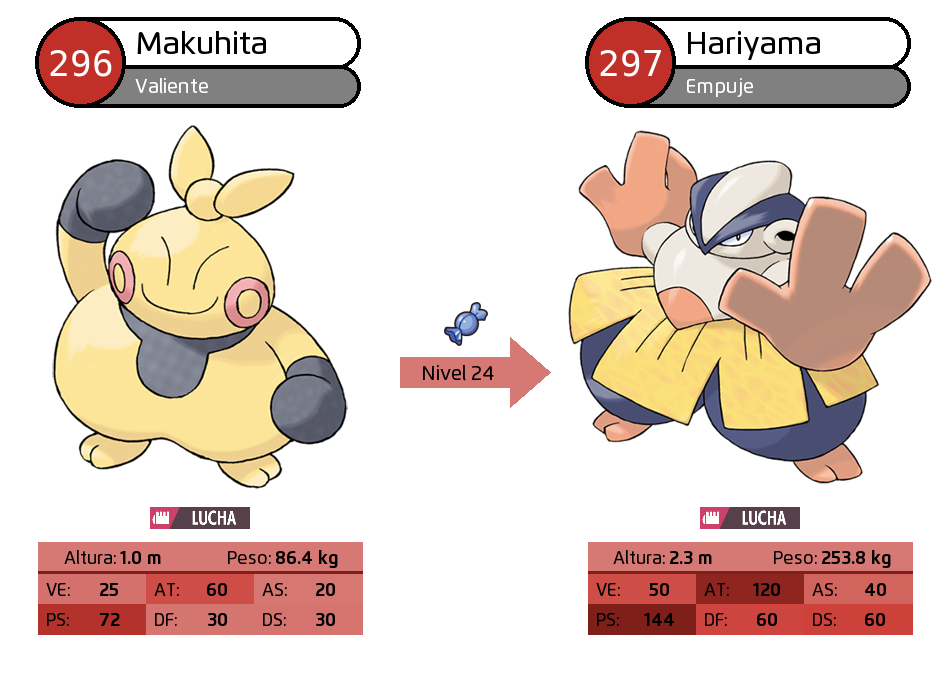 296 Makuhita
Valiente
297 Hariyama
Empuje
Nivel 24
LUCHA
Altura: 1.0 m Peso: 86.4 kg
VE: 25 AT: 60 AS: 20
PS: 72 DF: 30 DS: 30
LUCHA
Altura: 2.3 m Peso: 253.8 kg
VE: 50 AT: 120 AS: 40
PS: 144 DF: 60 DS: 60